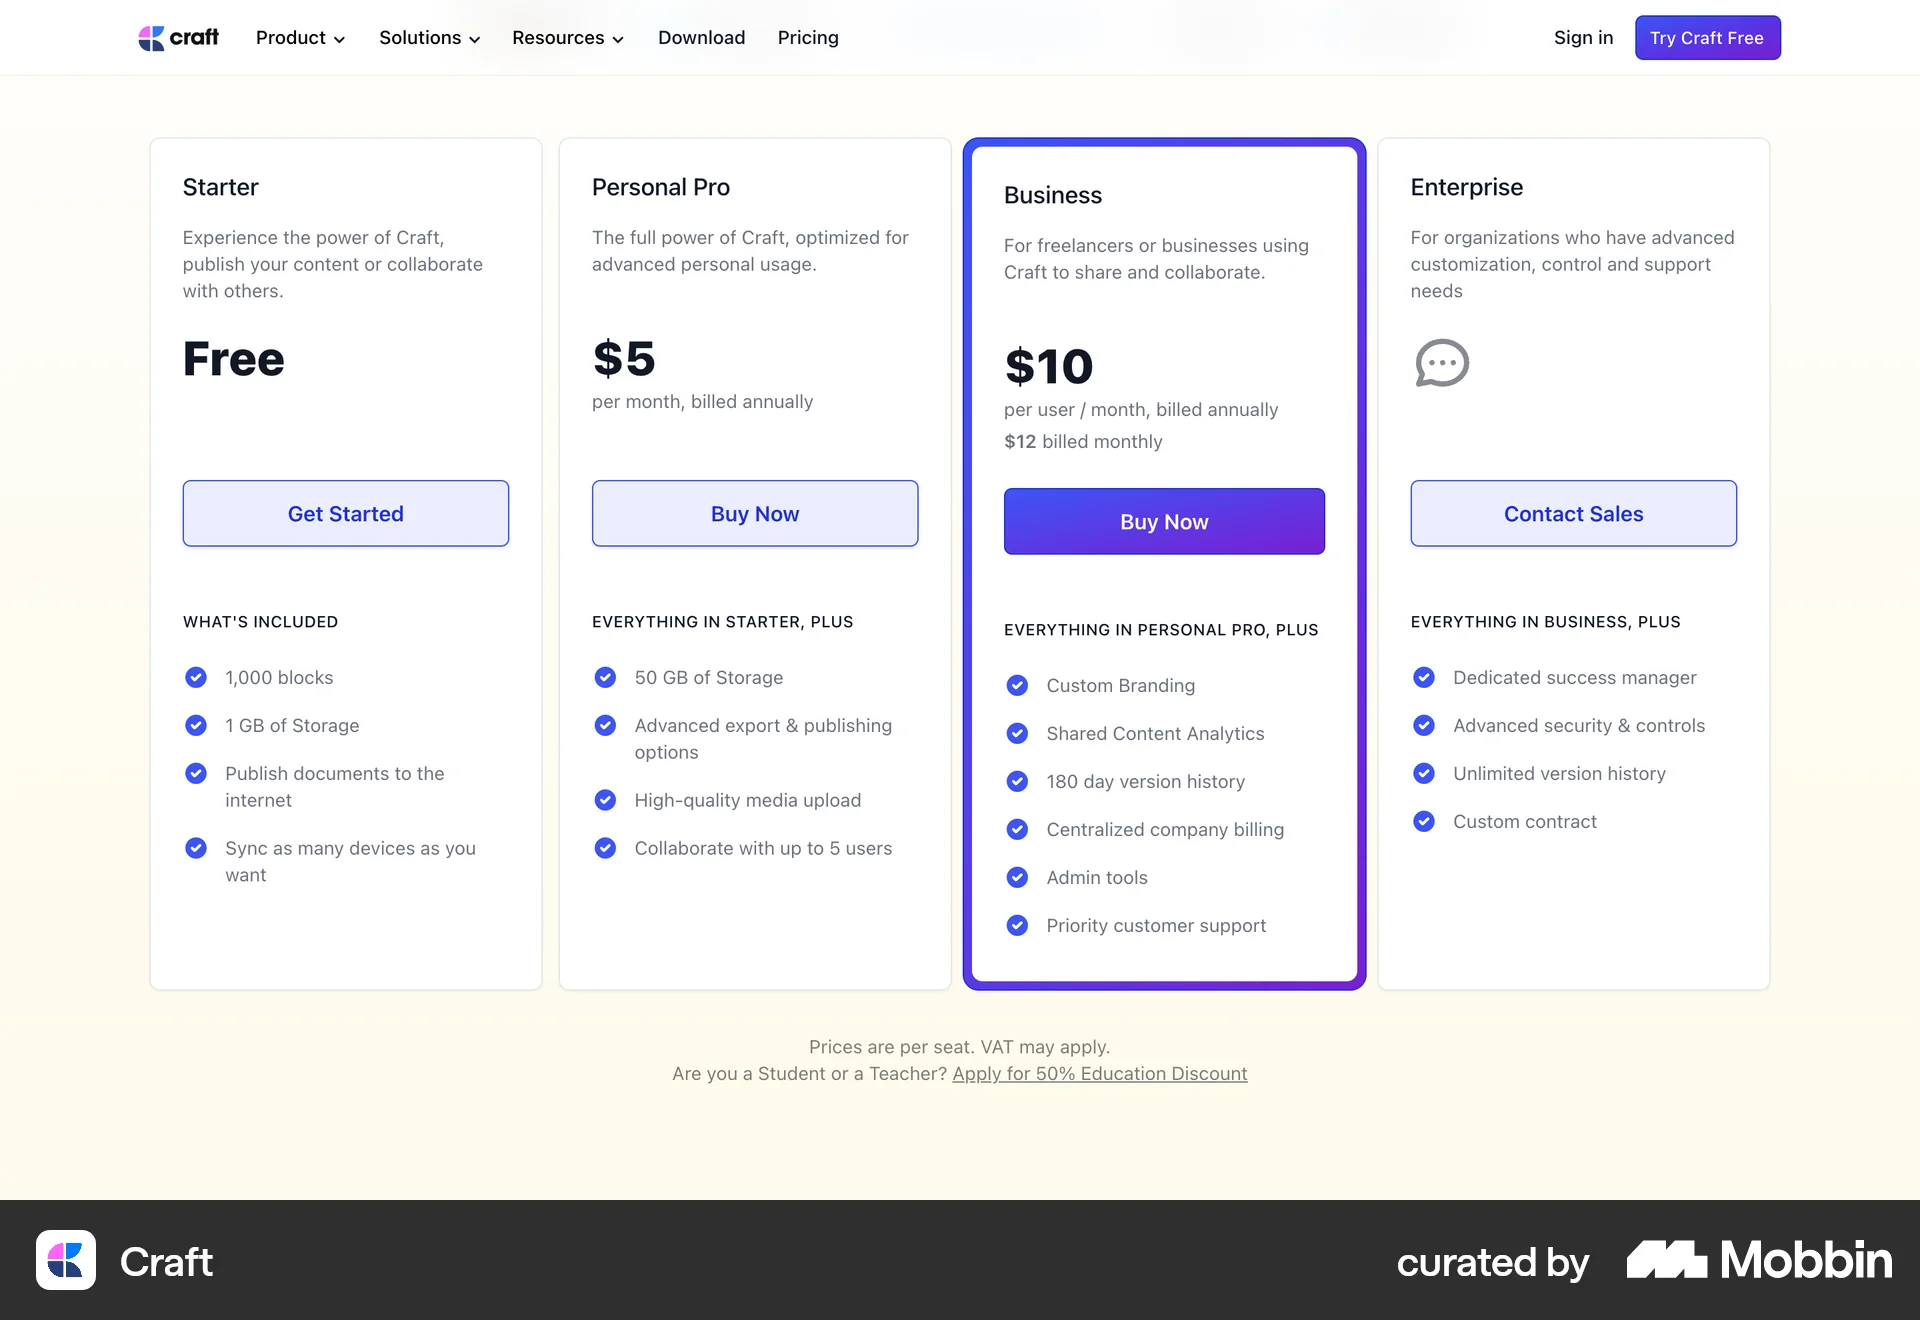 craft
Product
Solutions
Resources
Download
Pricing
Sign in
Try Craft Free
Starter
Experience the power of Craft,
publish your content or collaborate
with others.
Free
Get Started
WHAT'S INCLUDED
1,000 blocks
1 GB of Storage
Publish documents to the
internet
Sync as many devices as you
want
Personal Pro
The full power of Craft, optimized for
advanced personal usage.
$5
per month, billed annually
Buy Now
EVERYTHING IN STARTER, PLUS
50 GB of Storage
Advanced export & publishing
options
High-quality media upload
Collaborate with up to 5 users
Business
For freelancers or businesses using
Craft to share and collaborate.
$10
per user / month, billed annually
$12 billed monthly
Buy Now
EVERYTHING IN PERSONAL PRO, PLUS
Custom Branding
Shared Content Analytics
180 day version history
Centralized company billing
Admin tools
Priority customer support
Enterprise
For organizations who have advanced
customization, control and support
needs
Contact Sales
EVERYTHING IN BUSINESS, PLUS
Dedicated success manager
Advanced security & controls
Unlimited version history
Custom contract
Prices are per seat. VAT may apply.
Are you a Student or a Teacher? Apply for 50% Education Discount
Craft
curated by
Mobbin